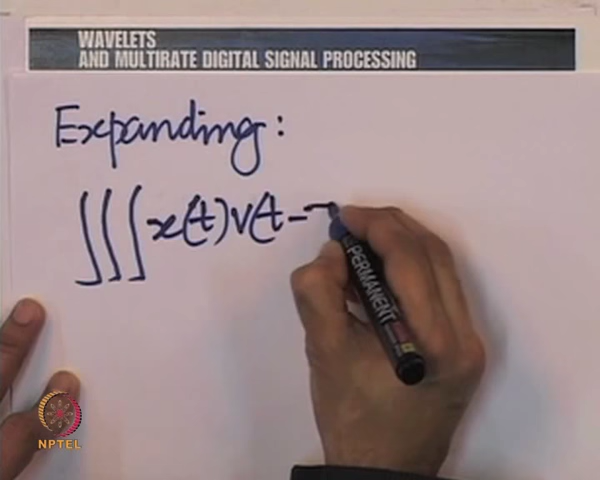 WAVELETS
AND MULTIRATE DIGITAL SIGNAL PROCESSING
Expanding:
∫∫∫ x(t)v(t-
PERMANENT
NPTEL